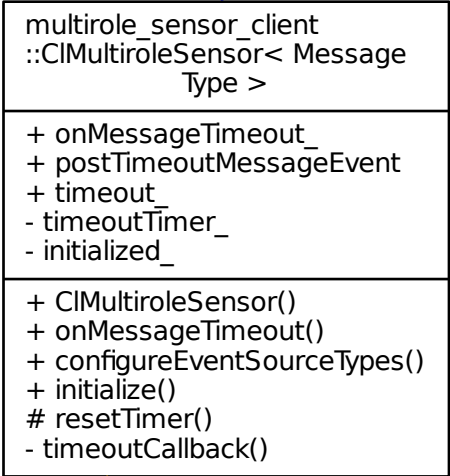 multirole_sensor_client
::ClMultiroleSensor< Message
Type >
+ onMessageTimeout_
+ postTimeoutMessageEvent
+ timeout_
- timeoutTimer_
- initialized_
+ ClMultiroleSensor()
+ onMessageTimeout()
+ configureEventSourceTypes()
+ initialize()
# resetTimer()
- timeoutCallback()